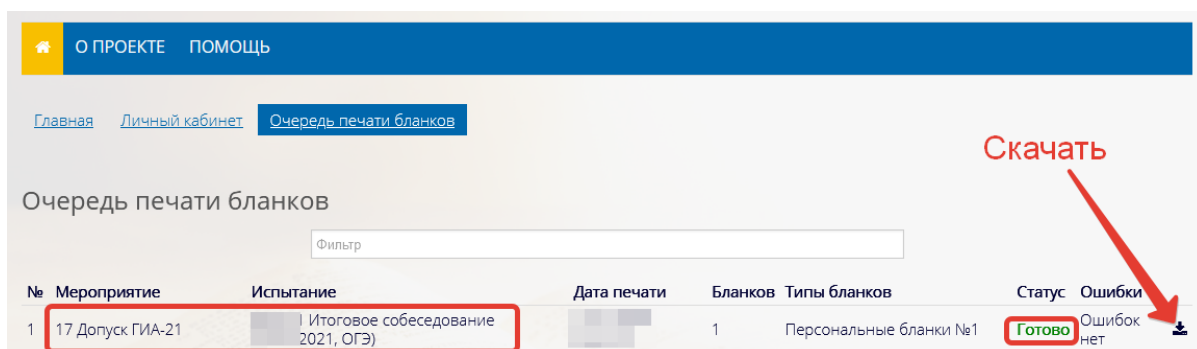 О ПРОЕКТЕ ПОМОЩЬ
Главная Личный кабинет Очередь печати бланков
Скачать
Очередь печати бланков
Фильтр
№ Мероприятие Испытание Дата печати Бланков Типы бланков Статус Ошибки
1 17 Допуск ГИА-21 Итоговое собеседование 1 Персональные бланки №1 Готово Ошибок
2021, ОГЭ) нет